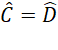 Ĉ = D̂